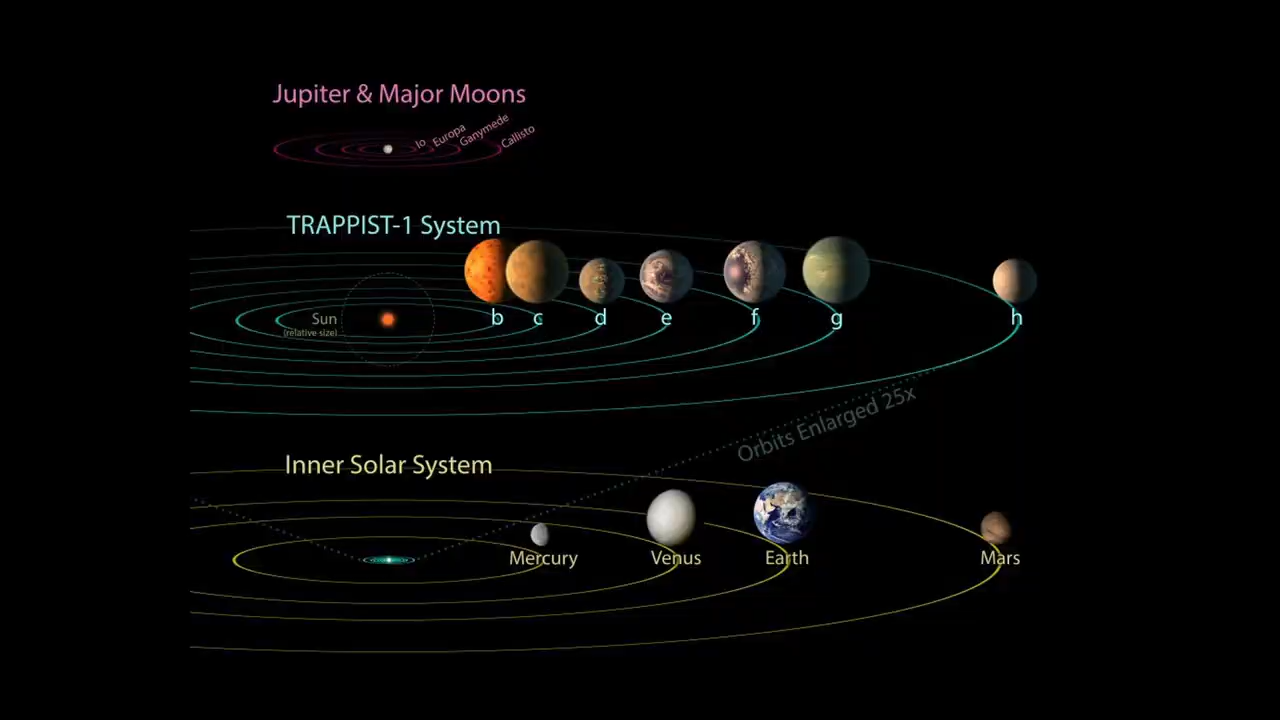 Jupiter & Major Moons
Io
Europa
Ganymede
Callisto
TRAPPIST-1 System
Sun
(relative size)
b
c
d
e
f
g
h
Orbits Enlarged 25x
Inner Solar System
Mercury
Venus
Earth
Mars